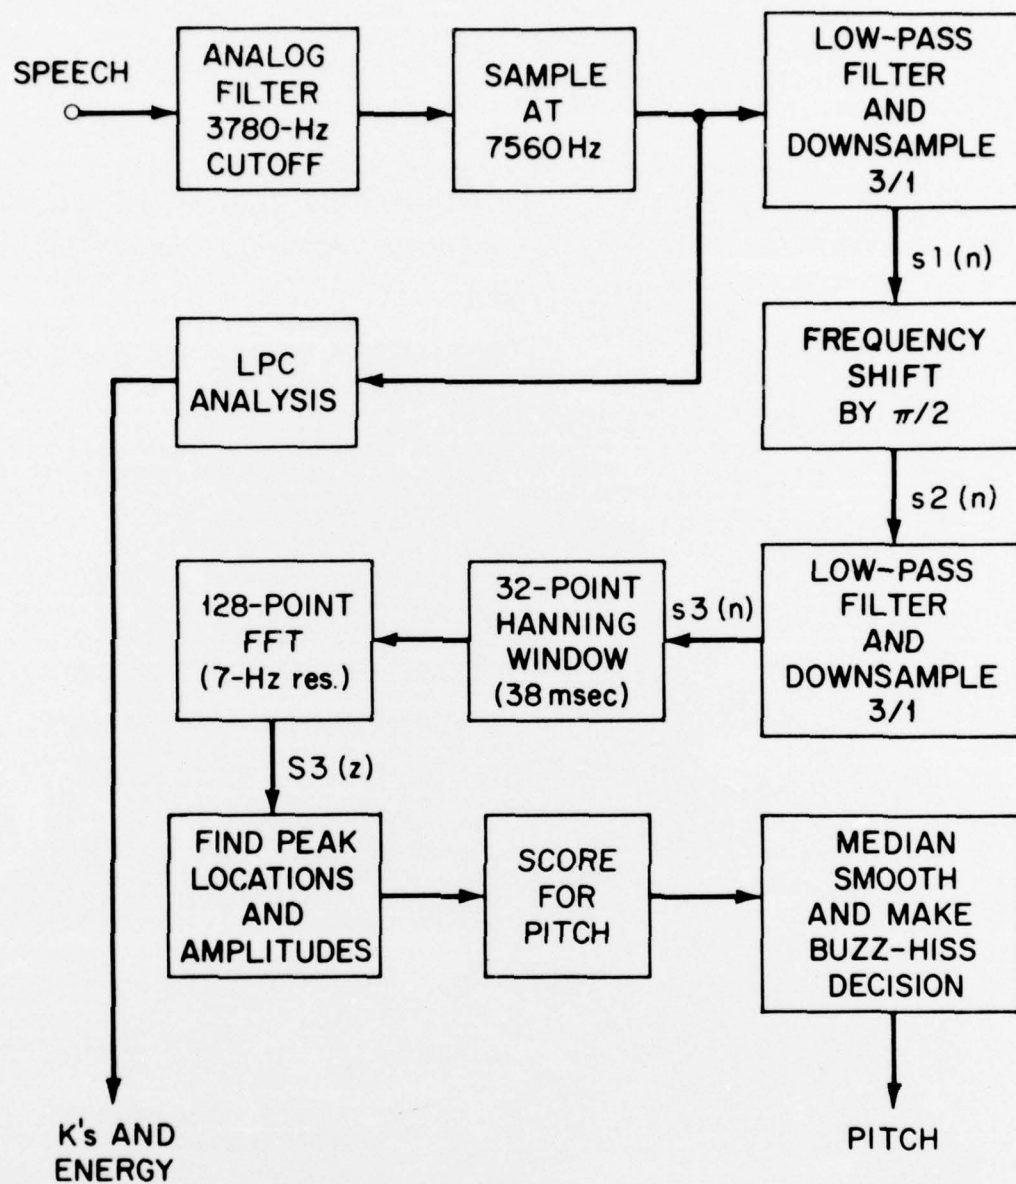 SPEECH
ANALOG
FILTER
3780-Hz
CUTOFF
SAMPLE
AT
7560 Hz
LOW-PASS
FILTER
AND
DOWNSAMPLE
3/1
s1(n)
FREQUENCY
SHIFT
BY π/2
s2(n)
LPC
ANALYSIS
LOW-PASS
FILTER
AND
DOWNSAMPLE
3/1
s3(n)
32-POINT
HANNING
WINDOW
(38 msec)
128-POINT
FFT
(7-Hz res.)
S3(z)
FIND PEAK
LOCATIONS
AND
AMPLITUDES
SCORE
FOR
PITCH
MEDIAN
SMOOTH
AND MAKE
BUZZ-HISS
DECISION
K's AND
ENERGY
PITCH